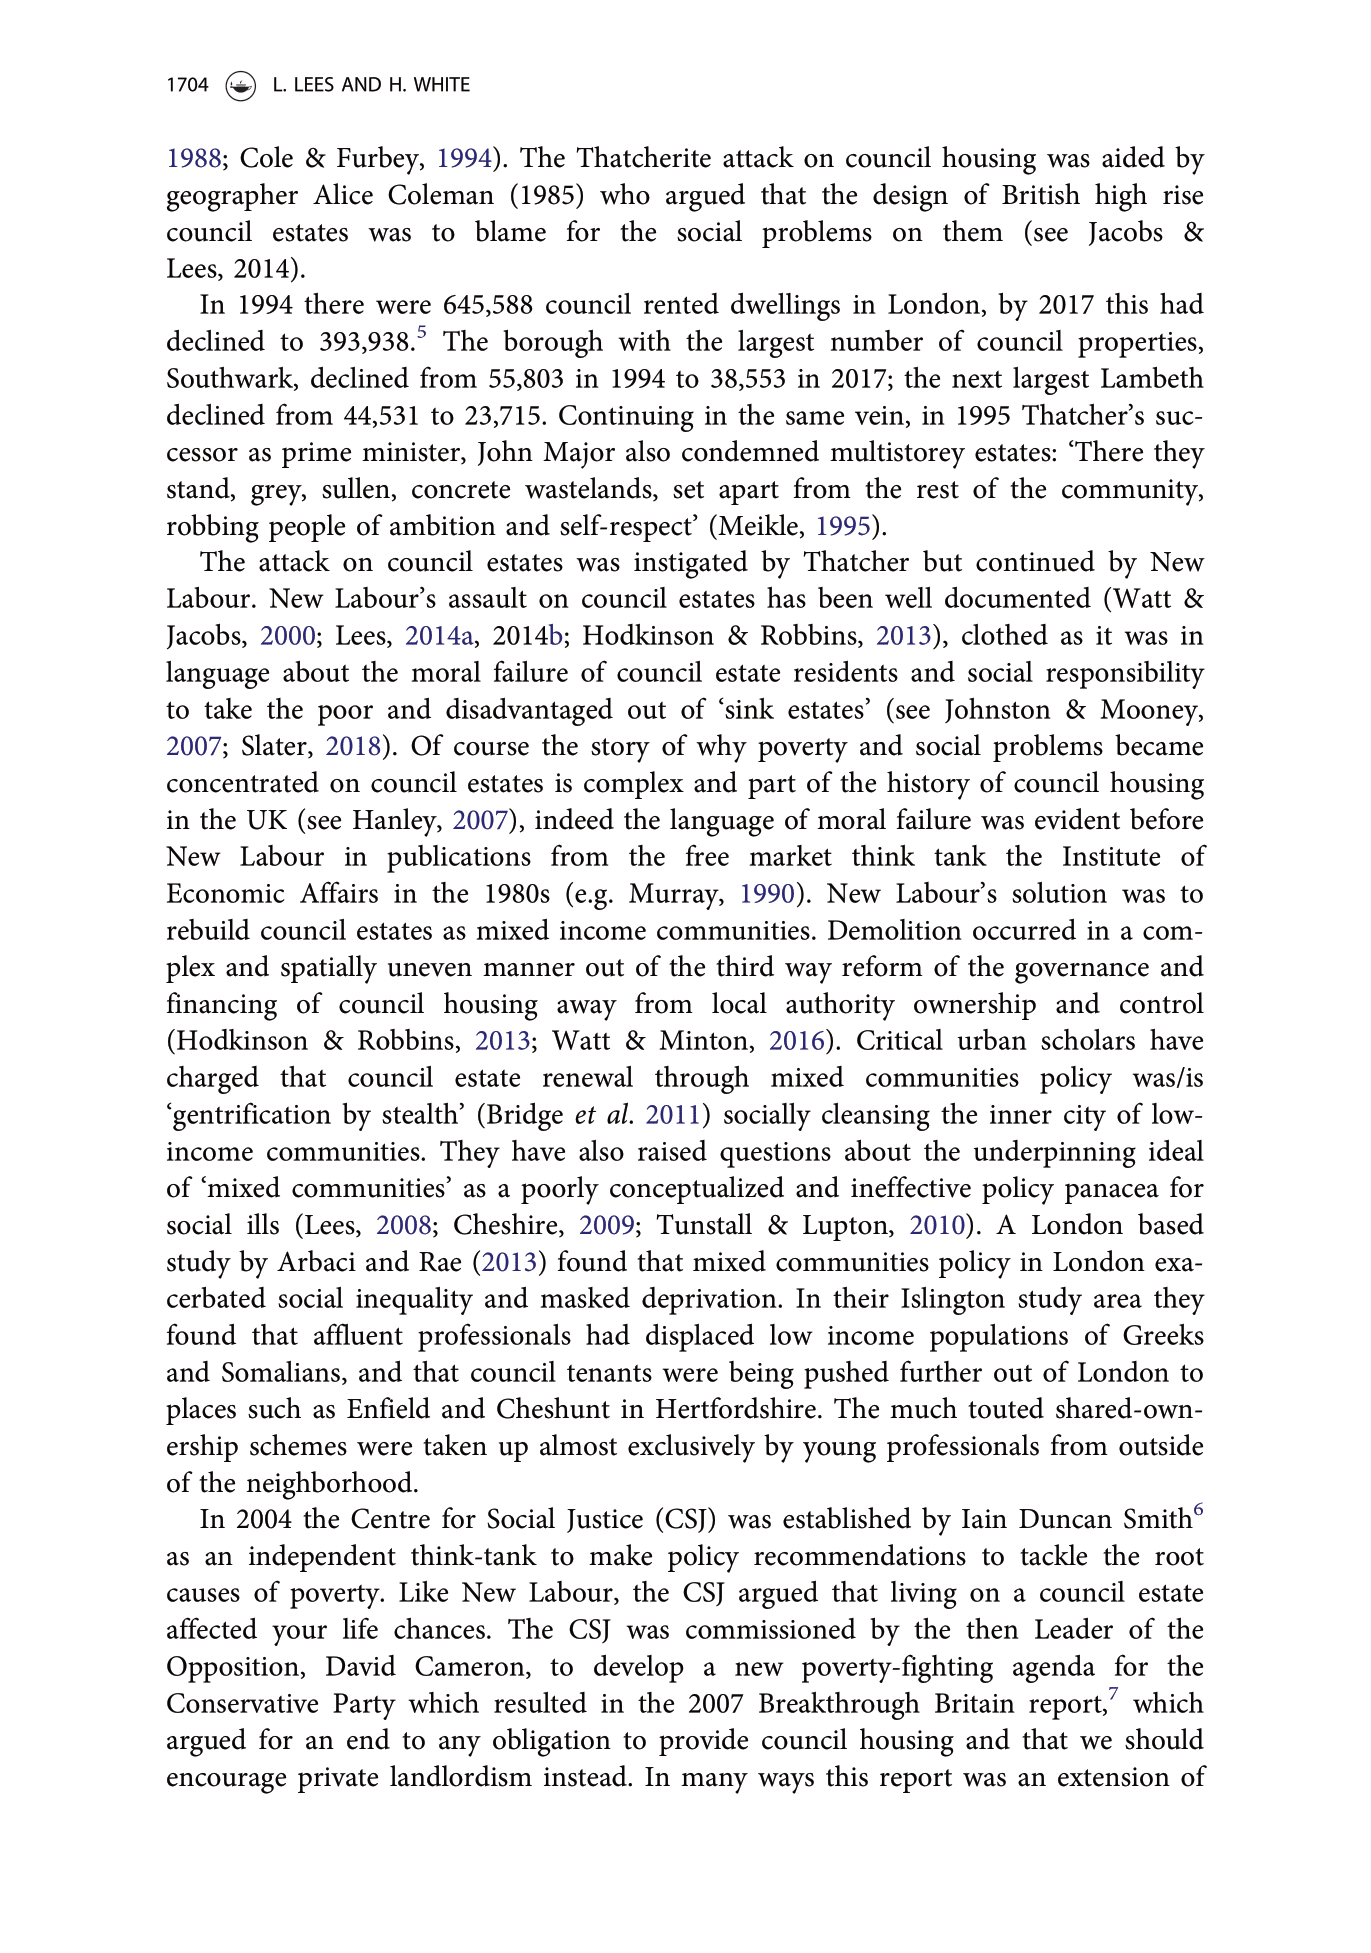 1704 L. LEES AND H. WHITE
1988; Cole & Furbey, 1994). The Thatcherite attack on council housing was aided by
geographer Alice Coleman (1985) who argued that the design of British high rise
council estates was to blame for the social problems on them (see Jacobs &
Lees, 2014).
In 1994 there were 645,588 council rented dwellings in London, by 2017 this had
declined to 393,938.5 The borough with the largest number of council properties,
Southwark, declined from 55,803 in 1994 to 38,553 in 2017; the next largest Lambeth
declined from 44,531 to 23,715. Continuing in the same vein, in 1995 Thatcher’s suc-
cessor as prime minister, John Major also condemned multistorey estates: ‘There they
stand, grey, sullen, concrete wastelands, set apart from the rest of the community,
robbing people of ambition and self-respect’ (Meikle, 1995).
The attack on council estates was instigated by Thatcher but continued by New
Labour. New Labour’s assault on council estates has been well documented (Watt &
Jacobs, 2000; Lees, 2014a, 2014b; Hodkinson & Robbins, 2013), clothed as it was in
language about the moral failure of council estate residents and social responsibility
to take the poor and disadvantaged out of ‘sink estates’ (see Johnston & Mooney,
2007; Slater, 2018). Of course the story of why poverty and social problems became
concentrated on council estates is complex and part of the history of council housing
in the UK (see Hanley, 2007), indeed the language of moral failure was evident before
New Labour in publications from the free market think tank the Institute of
Economic Affairs in the 1980s (e.g. Murray, 1990). New Labour’s solution was to
rebuild council estates as mixed income communities. Demolition occurred in a com-
plex and spatially uneven manner out of the third way reform of the governance and
financing of council housing away from local authority ownership and control
(Hodkinson & Robbins, 2013; Watt & Minton, 2016). Critical urban scholars have
charged that council estate renewal through mixed communities policy was/is
‘gentrification by stealth’ (Bridge et al. 2011) socially cleansing the inner city of low-
income communities. They have also raised questions about the underpinning ideal
of ‘mixed communities’ as a poorly conceptualized and ineffective policy panacea for
social ills (Lees, 2008; Cheshire, 2009; Tunstall & Lupton, 2010). A London based
study by Arbaci and Rae (2013) found that mixed communities policy in London exa-
cerbated social inequality and masked deprivation. In their Islington study area they
found that affluent professionals had displaced low income populations of Greeks
and Somalians, and that council tenants were being pushed further out of London to
places such as Enfield and Cheshunt in Hertfordshire. The much touted shared-own-
ership schemes were taken up almost exclusively by young professionals from outside
of the neighborhood.
In 2004 the Centre for Social Justice (CSJ) was established by Iain Duncan Smith6
as an independent think-tank to make policy recommendations to tackle the root
causes of poverty. Like New Labour, the CSJ argued that living on a council estate
affected your life chances. The CSJ was commissioned by the then Leader of the
Opposition, David Cameron, to develop a new poverty-fighting agenda for the
Conservative Party which resulted in the 2007 Breakthrough Britain report,7 which
argued for an end to any obligation to provide council housing and that we should
encourage private landlordism instead. In many ways this report was an extension of